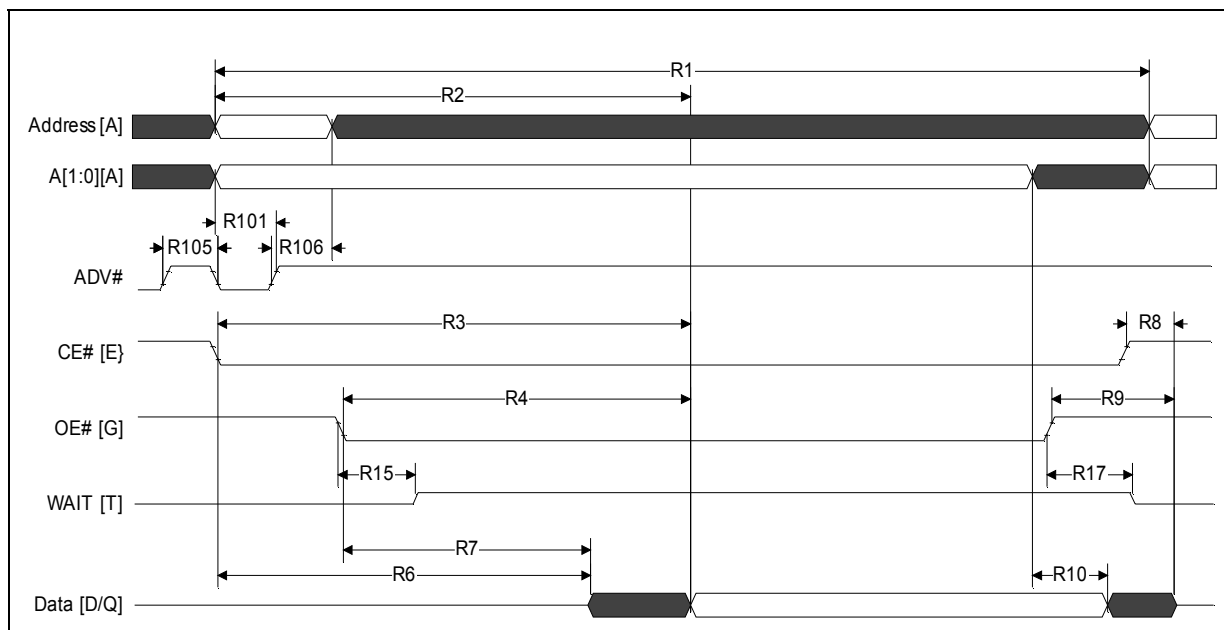 R1
R2
Address [A]
A[1:0][A]
R101
R105
R106
ADV#
R3
R8
CE# [E}
R4
R9
OE# [G]
R15
R17
WAIT [T]
R7
R6
R10
Data [D/Q]